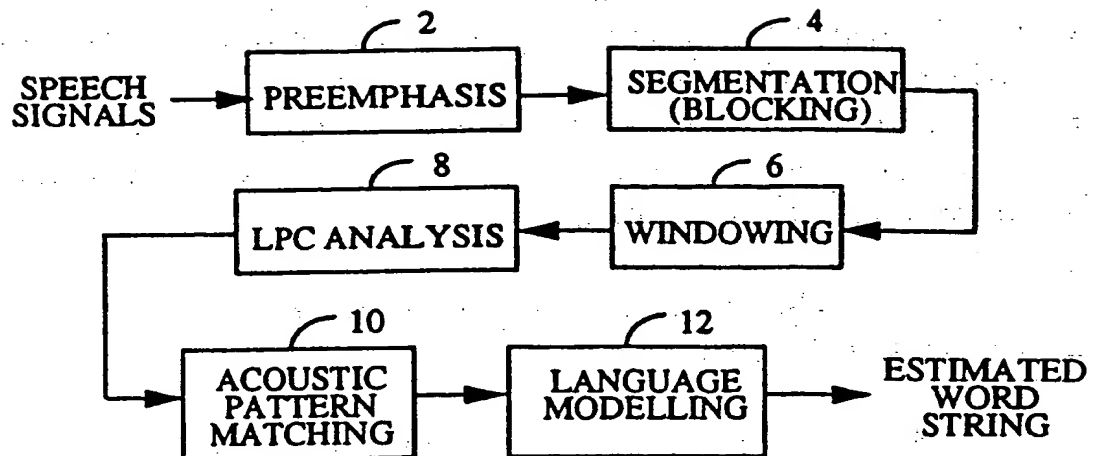 2
4
SPEECH
SIGNALS
PREEMPHASIS
SEGMENTATION
(BLOCKING)
8
6
LPC ANALYSIS
WINDOWING
10
12
ACOUSTIC
PATTERN
MATCHING
LANGUAGE
MODELLING
ESTIMATED
WORD
STRING